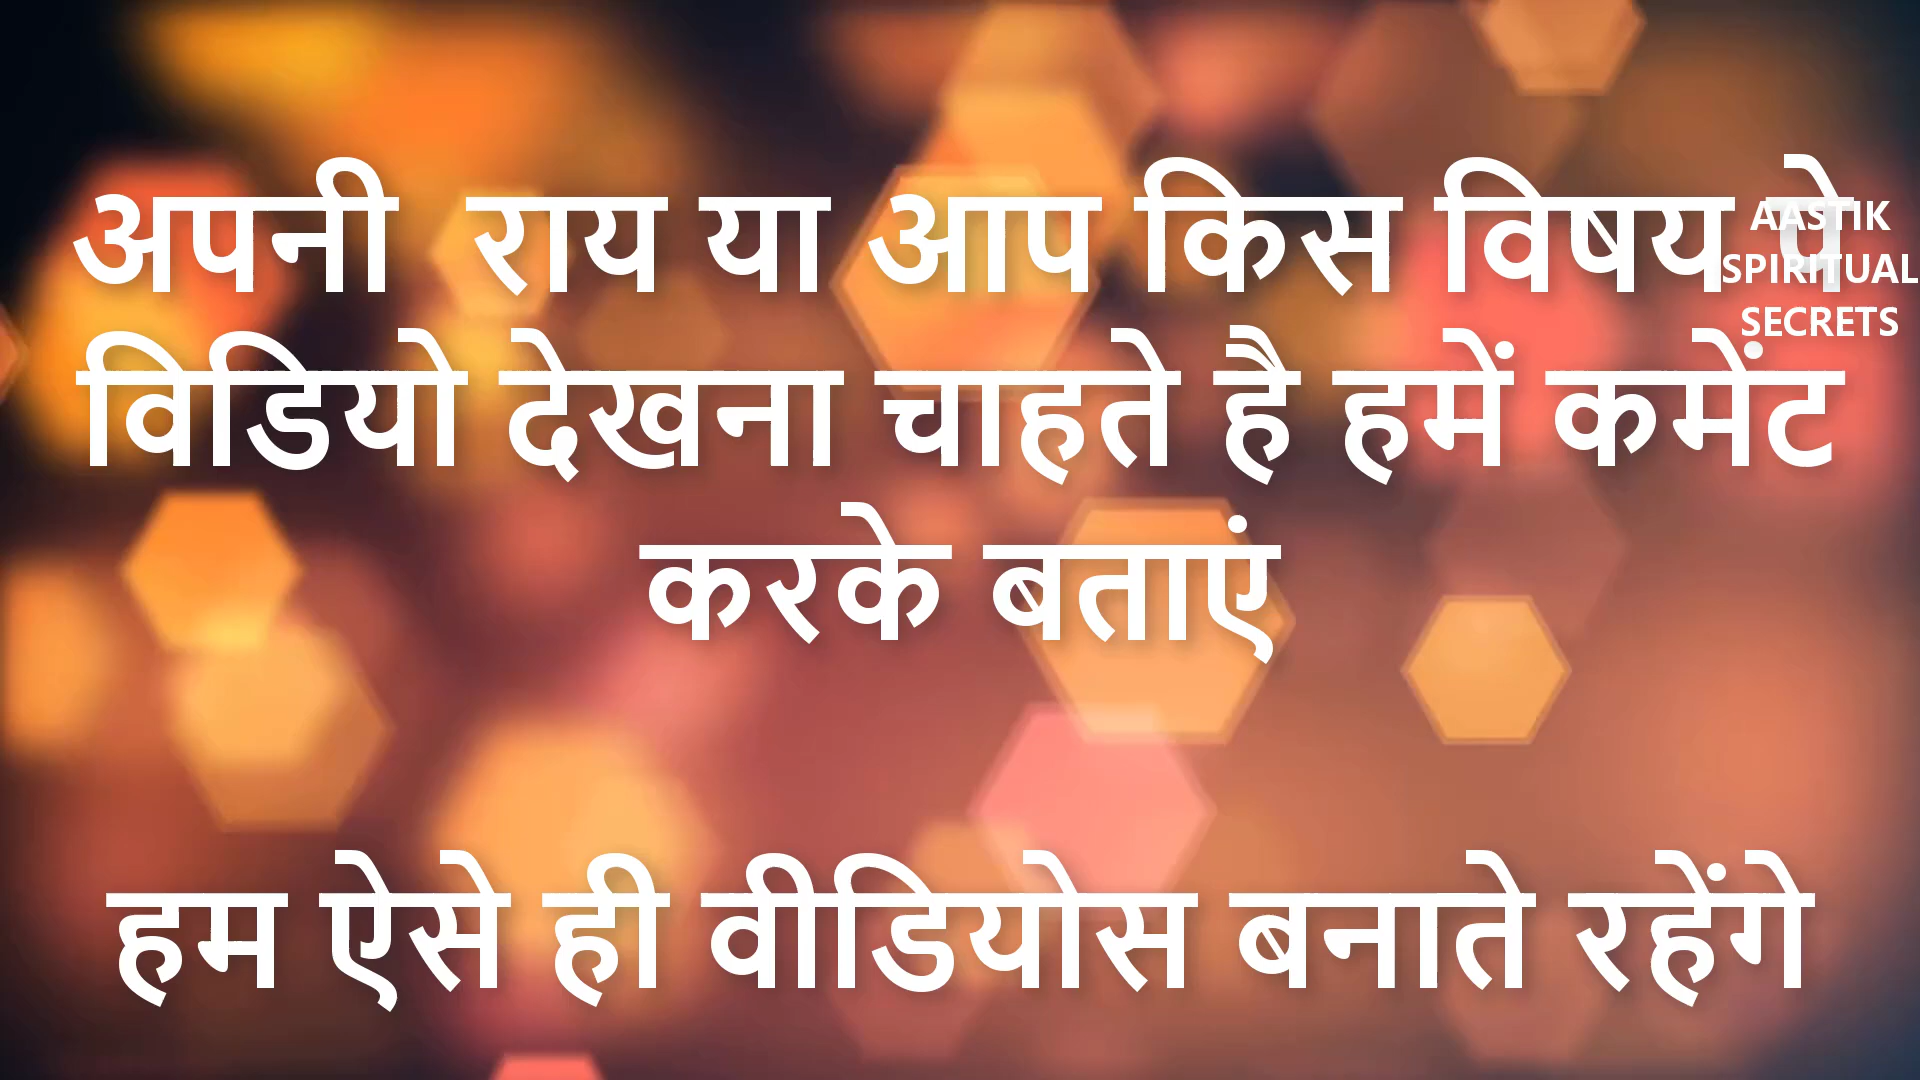 अपनी राय या आप किस विषय पे
विडियो देखना चाहते है हमें कमेंट
करके बताएं
हम ऐसे ही वीडियोस बनाते रहेंगे
AASTIK
SPIRITUAL
SECRETS